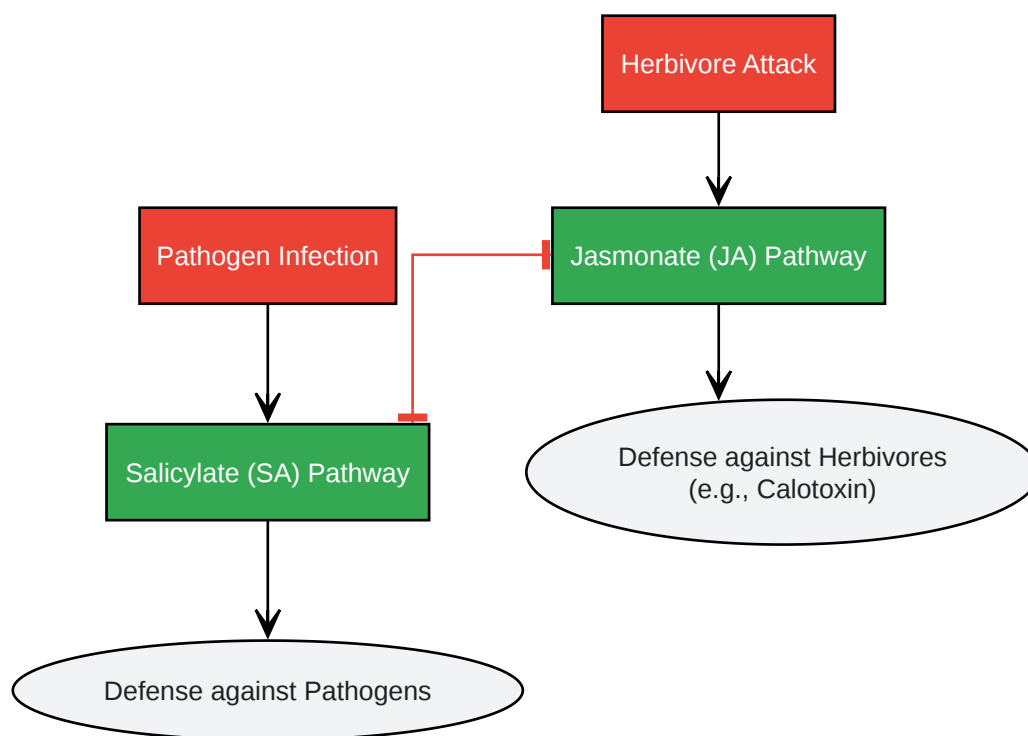 Herbivore Attack
Pathogen Infection
Jasmonate (JA) Pathway
Salicylate (SA) Pathway
Defense against Herbivores
(e.g., Calotoxin)
Defense against Pathogens